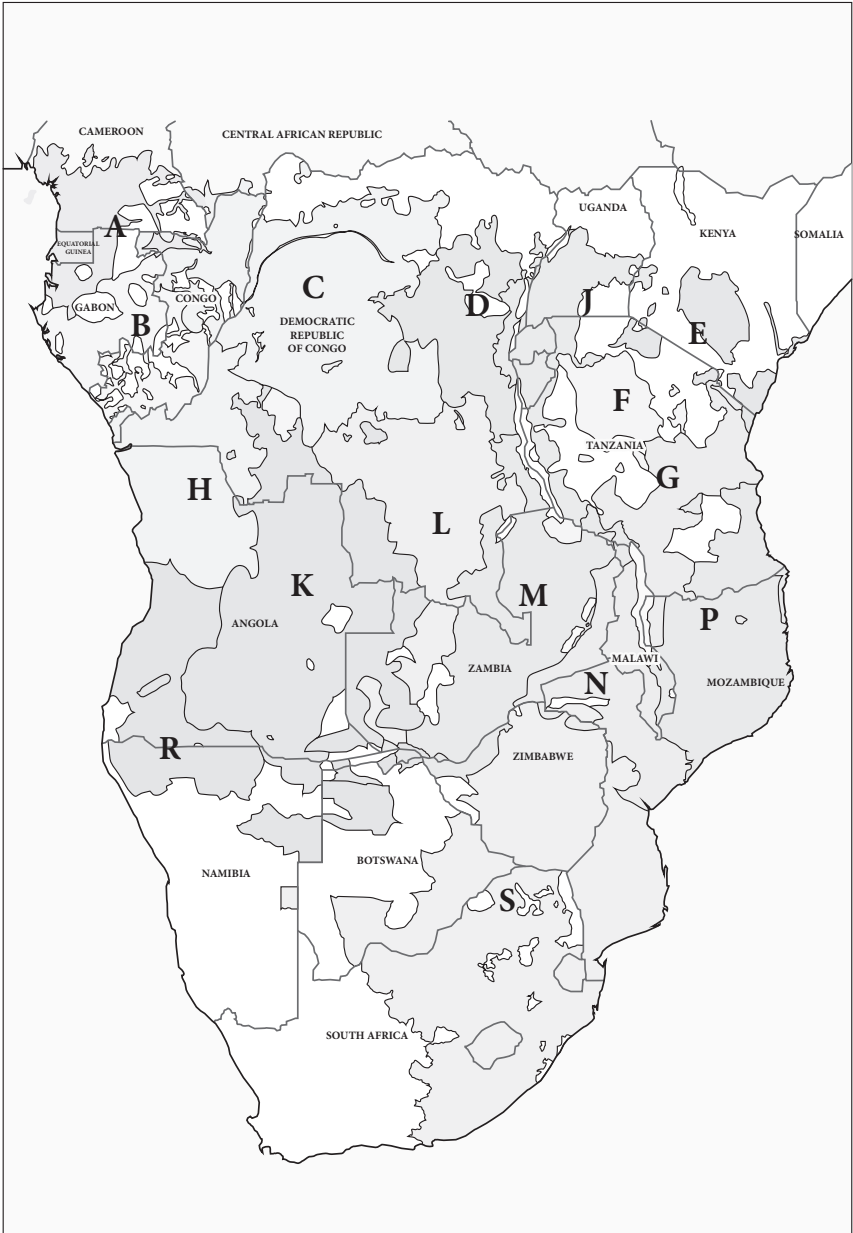 CAMEROON
CENTRAL AFRICAN REPUBLIC
UGANDA
KENYA
SOMALIA
A
EQUATORIAL
GUINEA
GABON
CONGO
B
C
DEMOCRATIC
REPUBLIC
OF CONGO
D
J
E
F
TANZANIA
G
H
L
K
ANGOLA
M
P
ZAMBIA
MALAWI
N
MOZAMBIQUE
R
ZIMBABWE
NAMIBIA
BOTSWANA
S
SOUTH AFRICA